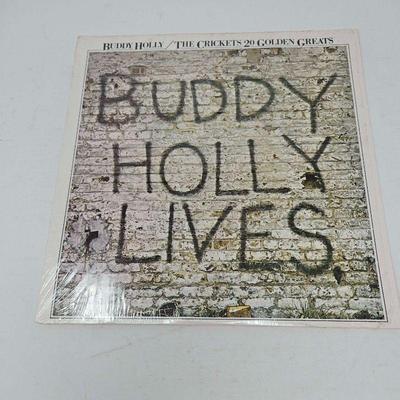 BUDDY HOLLY / THE CRICKETS 20 GOLDEN GREATS
BUDDY
HOLLY
LIVES